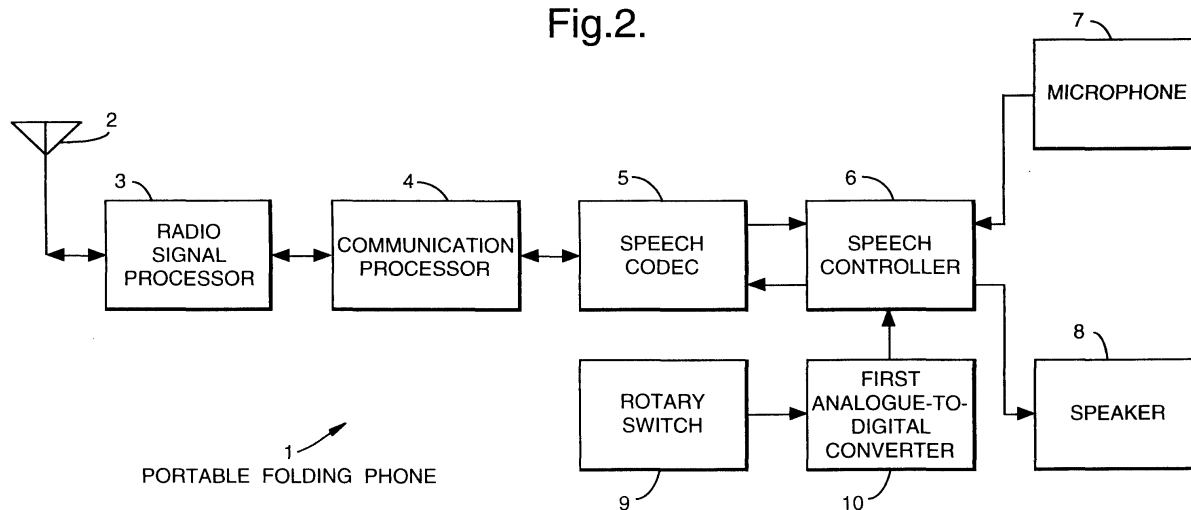 Fig.2.
7
MICROPHONE
2
3
RADIO
SIGNAL
PROCESSOR
4
COMMUNICATION
PROCESSOR
5
SPEECH
CODEC
6
SPEECH
CONTROLLER
8
SPEAKER
ROTARY
SWITCH
9
FIRST
ANALOGUE-TO-
DIGITAL
CONVERTER
10
1
PORTABLE FOLDING PHONE